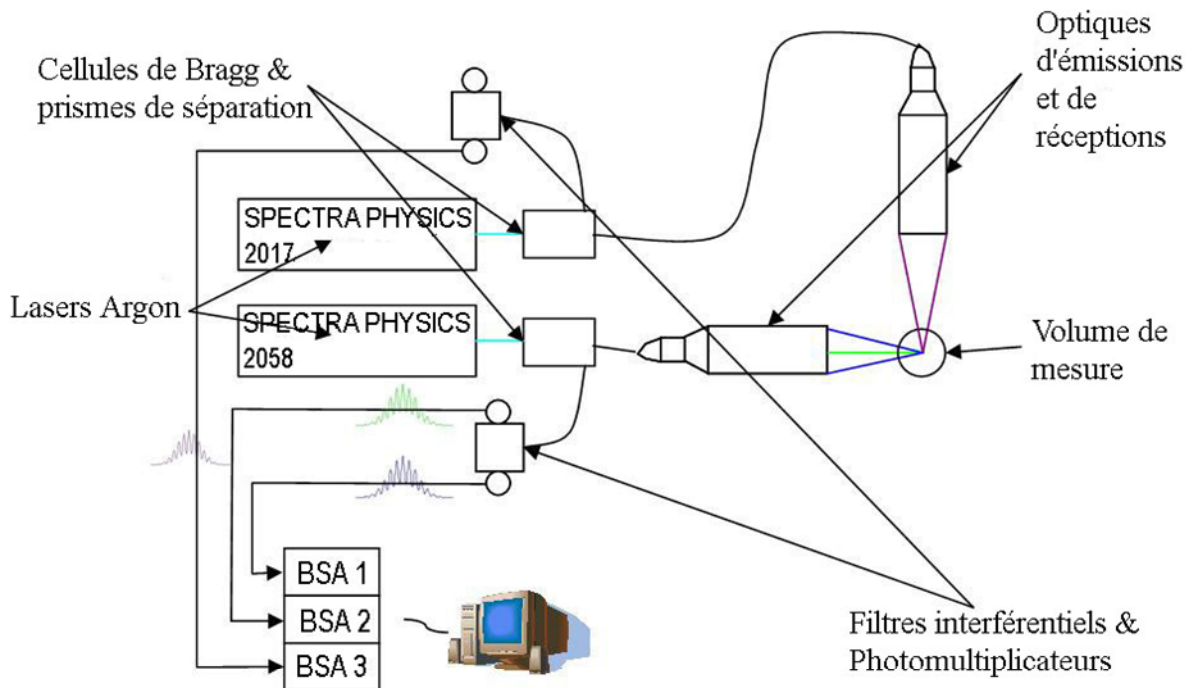 Cellules de Bragg &
prismes de séparation
Optiques
d'émissions
et de
réceptions
SPECTRA PHYSICS
2017
Lasers Argon
SPECTRA PHYSICS
2058
Volume de
mesure
BSA 1
BSA 2
BSA 3
Filtres interférentiels &
Photomultiplicateurs